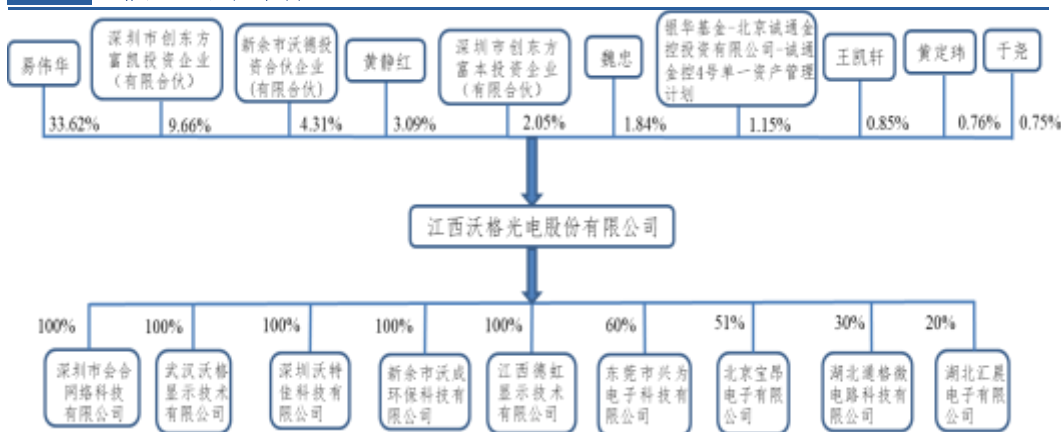 易伟华
深圳市创东方
富凯投资企业
(有限合伙)
新余市沃德投
资合伙企业
(有限合伙)
黄静红
深圳市创东方
富本投资企业
(有限合伙)
魏忠
银华基金-北京诚通金
控投资有限公司-诚通
金控4号单一资产管理
计划
王凯轩
黄定玮
于尧
33.62%
9.66%
4.31%
3.09%
2.05%
1.84%
1.15%
0.85%
0.76%
0.75%
江西沃格光电股份有限公司
100%
100%
100%
100%
100%
60%
51%
30%
20%
深圳市会合
网络科技
有限公司
武汉沃格
显示技术
有限公司
深圳沃特
佳科技有
限公司
新余市沃成
环保科技有
限公司
江西德虹
显示技术
有限公司
东莞市兴为
电子科技有
限公司
北京宝昂
电子有限
公司
湖北通格微
电路科技有
限公司
湖北汇晨
电子有限
公司